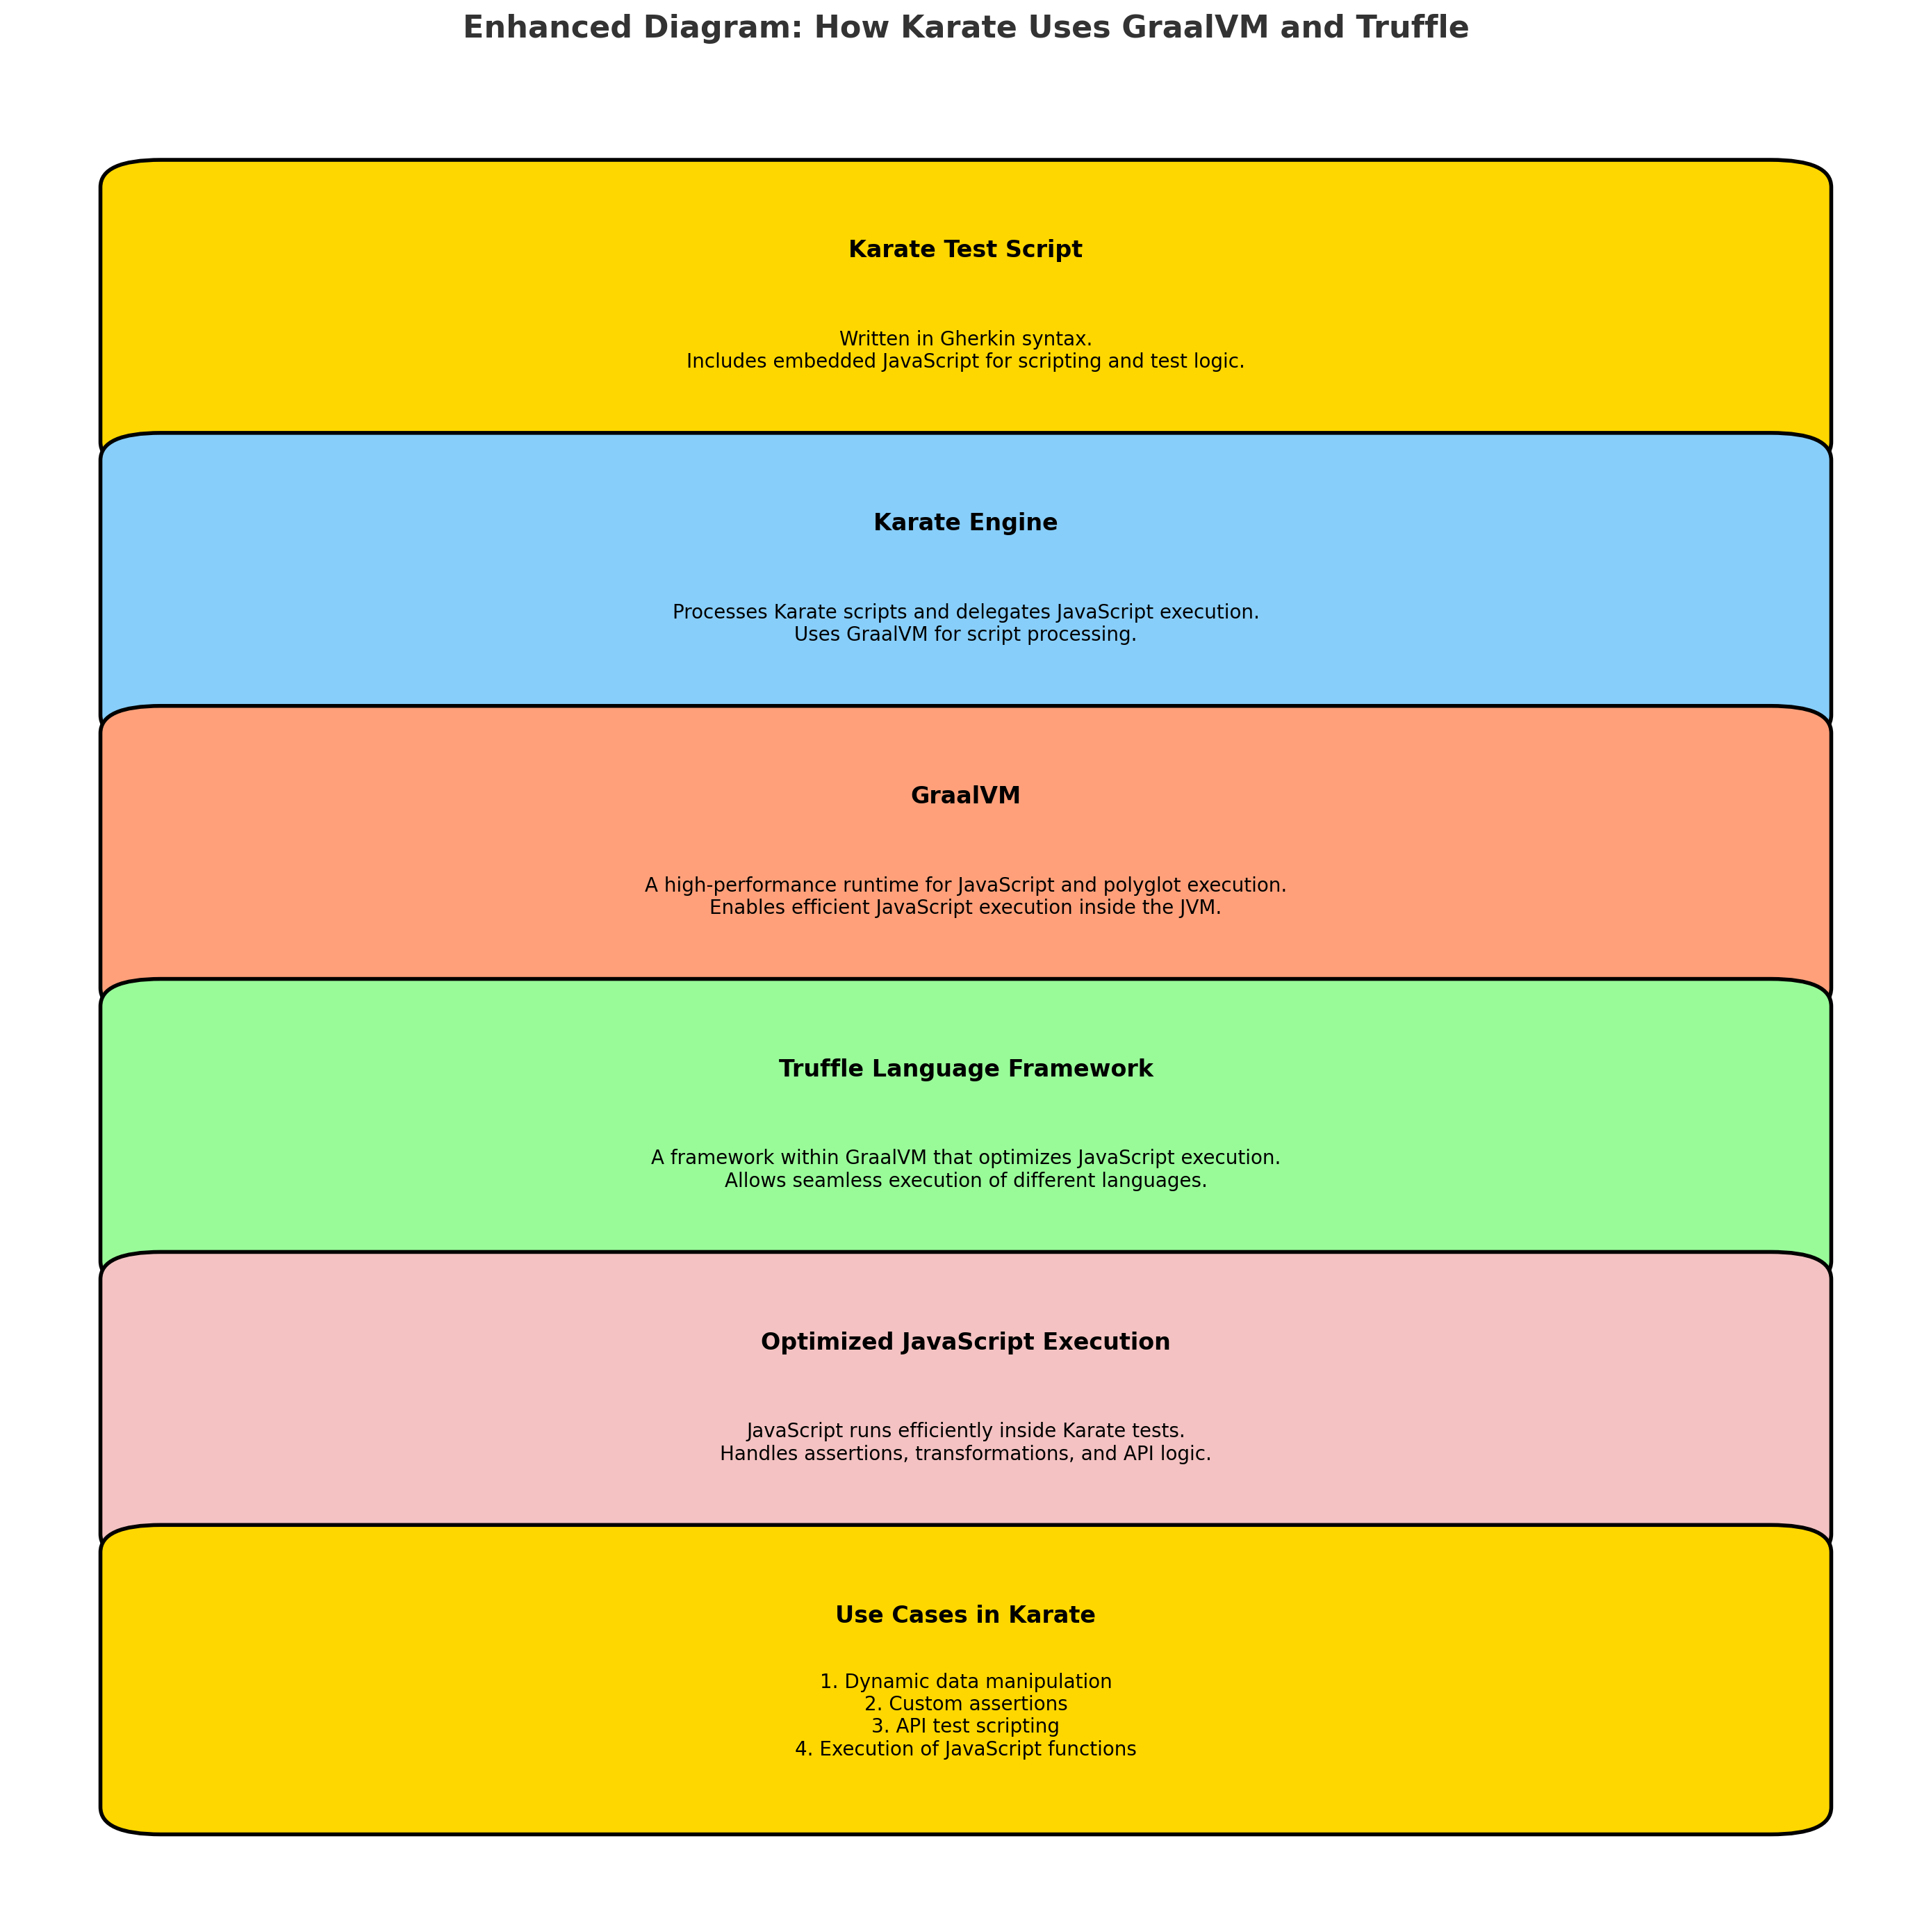 Enhanced Diagram: How Karate Uses GraalVM and Truffle
Karate Test Script
Written in Gherkin syntax.
Includes embedded JavaScript for scripting and test logic.
Karate Engine
Processes Karate scripts and delegates JavaScript execution.
Uses GraalVM for script processing.
GraalVM
A high-performance runtime for JavaScript and polyglot execution.
Enables efficient JavaScript execution inside the JVM.
Truffle Language Framework
A framework within GraalVM that optimizes JavaScript execution.
Allows seamless execution of different languages.
Optimized JavaScript Execution
JavaScript runs efficiently inside Karate tests.
Handles assertions, transformations, and API logic.
Use Cases in Karate
1. Dynamic data manipulation
2. Custom assertions
3. API test scripting
4. Execution of JavaScript functions